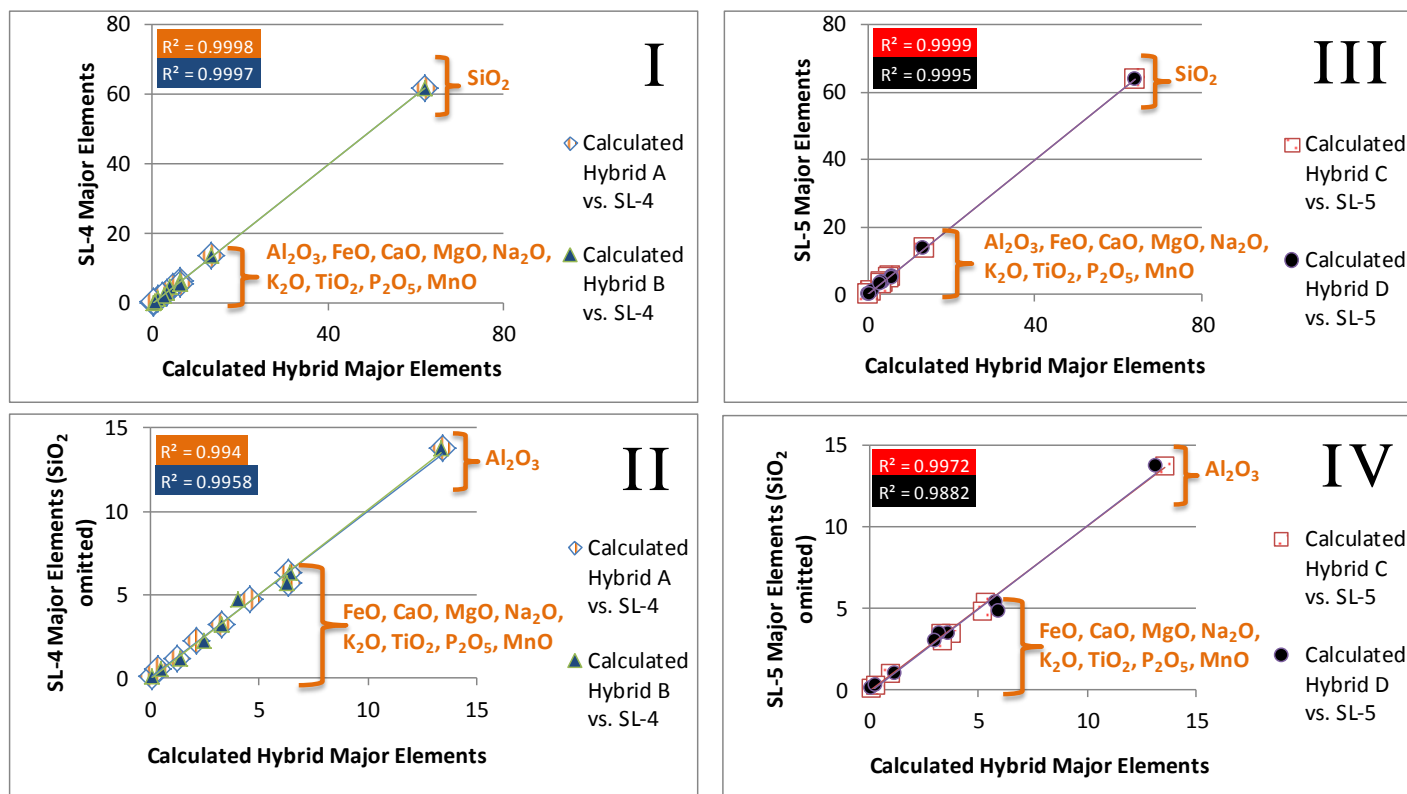 80
60
40
20
0
0
40
80
SL-4 Major Elements
Calculated Hybrid Major Elements
R² = 0.9998
R² = 0.9997
SiO₂
Al₂O₃, FeO, CaO, MgO, Na₂O,
K₂O, TiO₂, P₂O₅, MnO
I
Calculated
Hybrid A
vs. SL-4
Calculated
Hybrid B
vs. SL-4
80
60
40
20
0
0
20
40
60
80
SL-5 Major Elements
Calculated Hybrid Major Elements
R² = 0.9999
R² = 0.9995
SiO₂
Al₂O₃, FeO, CaO, MgO, Na₂O,
K₂O, TiO₂, P₂O₅, MnO
III
Calculated
Hybrid C
vs. SL-5
Calculated
Hybrid D
vs. SL-5
15
10
5
0
0
5
10
15
SL-4 Major Elements (SiO₂
omitted)
Calculated Hybrid Major Elements
R² = 0.994
R² = 0.9958
Al₂O₃
FeO, CaO, MgO, Na₂O,
K₂O, TiO₂, P₂O₅, MnO
II
Calculated
Hybrid A
vs. SL-4
Calculated
Hybrid B
vs. SL-4
15
10
5
0
0
5
10
15
SL-5 Major Elements (SiO₂
omitted)
Calculated Hybrid Major Elements
R² = 0.9972
R² = 0.9882
Al₂O₃
FeO, CaO, MgO, Na₂O,
K₂O, TiO₂, P₂O₅, MnO
IV
Calculated
Hybrid C
vs. SL-5
Calculated
Hybrid D
vs. SL-5